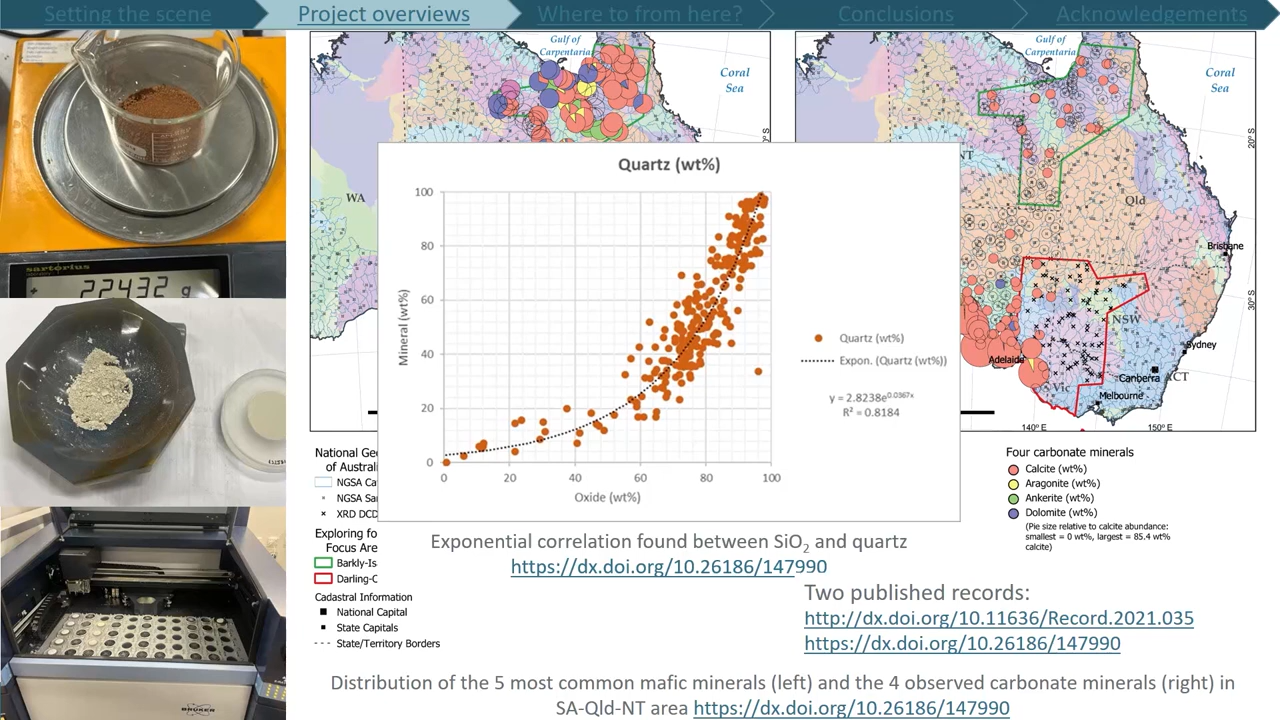 Setting the scene
Project overviews
Where to from here?
Conclusions
Acknowledgements
sartorius
22432 g
BRUKER
Gulf of
Carpentaria
Coral
Sea
20°S
WA
Gulf of
Carpentaria
Coral
Sea
20°S
NT
Qld
Brisbane
30°S
NSW
Sydney
Adelaide
Canberra ACT
Vic
Melbourne
140° E
150° E
Quartz (wt%)
100
80
60
40
20
0
Mineral (wt%)
0 20 40 60 80 100
Oxide (wt%)
Quartz (wt%)
Expon. (Quartz (wt%))
y = 2.8238e^0.0367x
R² = 0.8184
National Ge
of Australi
NGSA Ca
NGSA Sa
XRD DCD
Exploring fo
Focus Are
Barkly-Is
Darling-C
Cadastral Information
National Capital
State Capitals
State/Territory Borders
Four carbonate minerals
Calcite (wt%)
Aragonite (wt%)
Ankerite (wt%)
Dolomite (wt%)
(Pie size relative to calcite abundance:
smallest = 0 wt%, largest = 85.4 wt%
calcite)
Exponential correlation found between SiO₂ and quartz
https://dx.doi.org/10.26186/147990
Two published records:
http://dx.doi.org/10.11636/Record.2021.035
https://dx.doi.org/10.26186/147990
Distribution of the 5 most common mafic minerals (left) and the 4 observed carbonate minerals (right) in
SA-Qld-NT area https://dx.doi.org/10.26186/147990